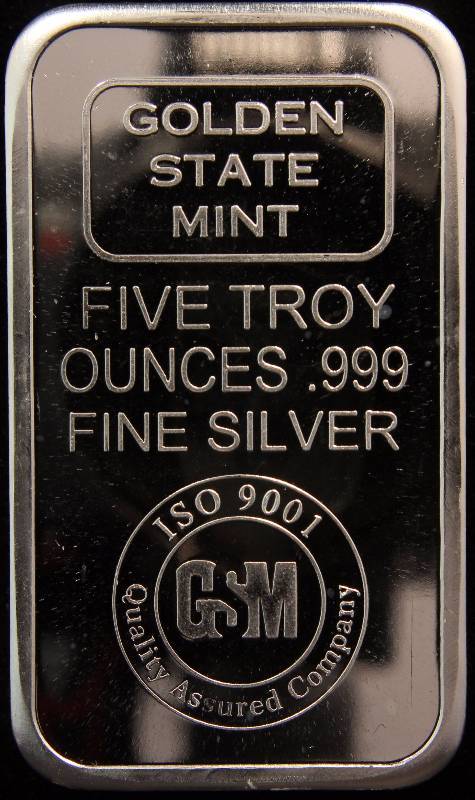 GOLDEN
STATE
MINT
FIVE TROY
OUNCES .999
FINE SILVER
ISO 9001
GSM
Quality Assured Company